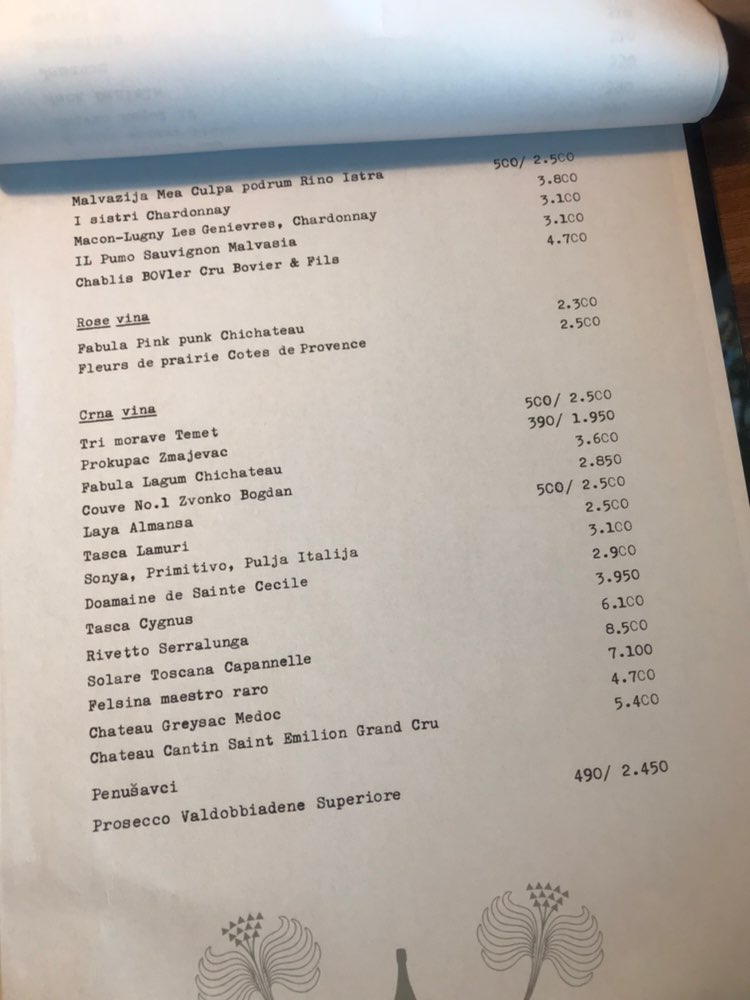 Malvazija Mea Culpa podrum Rino Istra 500/ 2.500
I sistri Chardonnay 3.800
Macon-Lugny Les Genievres, Chardonnay 3.100
IL Pumo Sauvignon Malvasia 3.100
Chablis BOVler Cru Bovier & Fils 4.700
Rose vina
Fabula Pink punk Chichateau 2.300
Fleurs de prairie Cotes de Provence 2.500
Crna vina
Tri morave Temet 500/ 2.500
Prokupac Zmajevac 390/ 1.950
Fabula Lagum Chichateau 3.600
Couve No.1 Zvonko Bogdan 2.850
Laya Almansa 500/ 2.500
Tasca Lamuri 2.500
Sonya, Primitivo, Pulja Italija 3.100
Doamaine de Sainte Cecile 2.900
Tasca Cygnus 3.950
Rivetto Serralunga 6.100
Solare Toscana Capannelle 8.500
Felsina maestro raro 7.100
Chateau Greysac Medoc 4.700
Chateau Cantin Saint Emilion Grand Cru 5.400
Penušavci
Prosecco Valdobbiadene Superiore 490/ 2.450